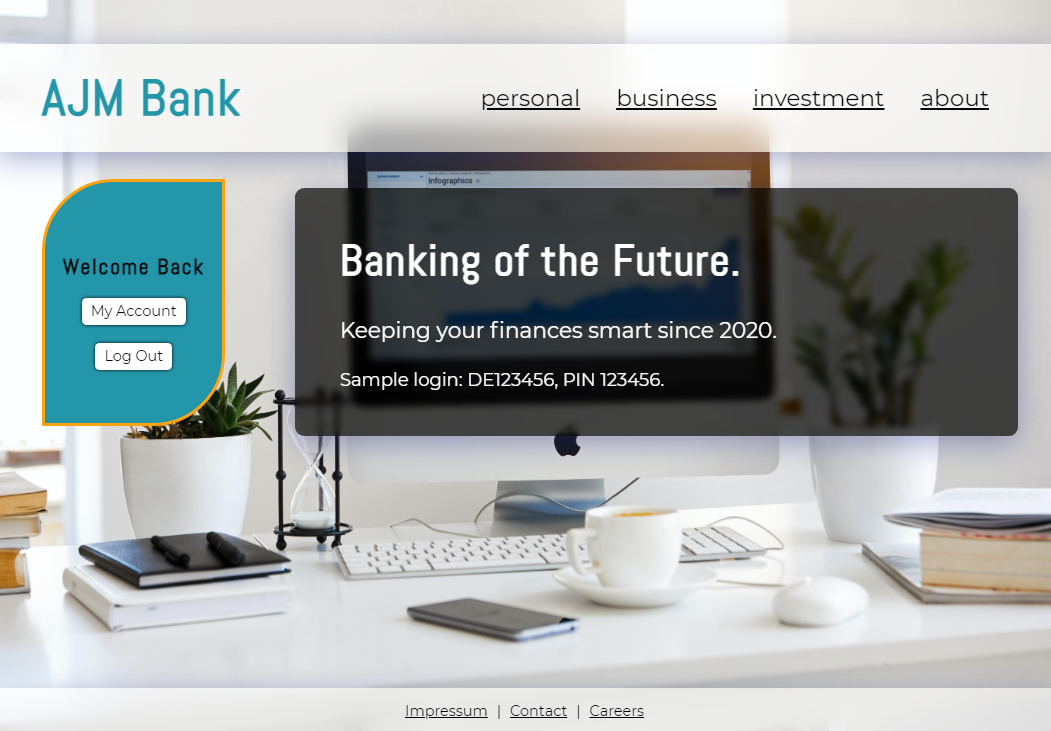 AJM Bank
personal business investment about
Infographics
Welcome Back
My Account
Log Out
Banking of the Future.
Keeping your finances smart since 2020.
Sample login: DE123456, PIN 123456.
Impressum | Contact | Careers